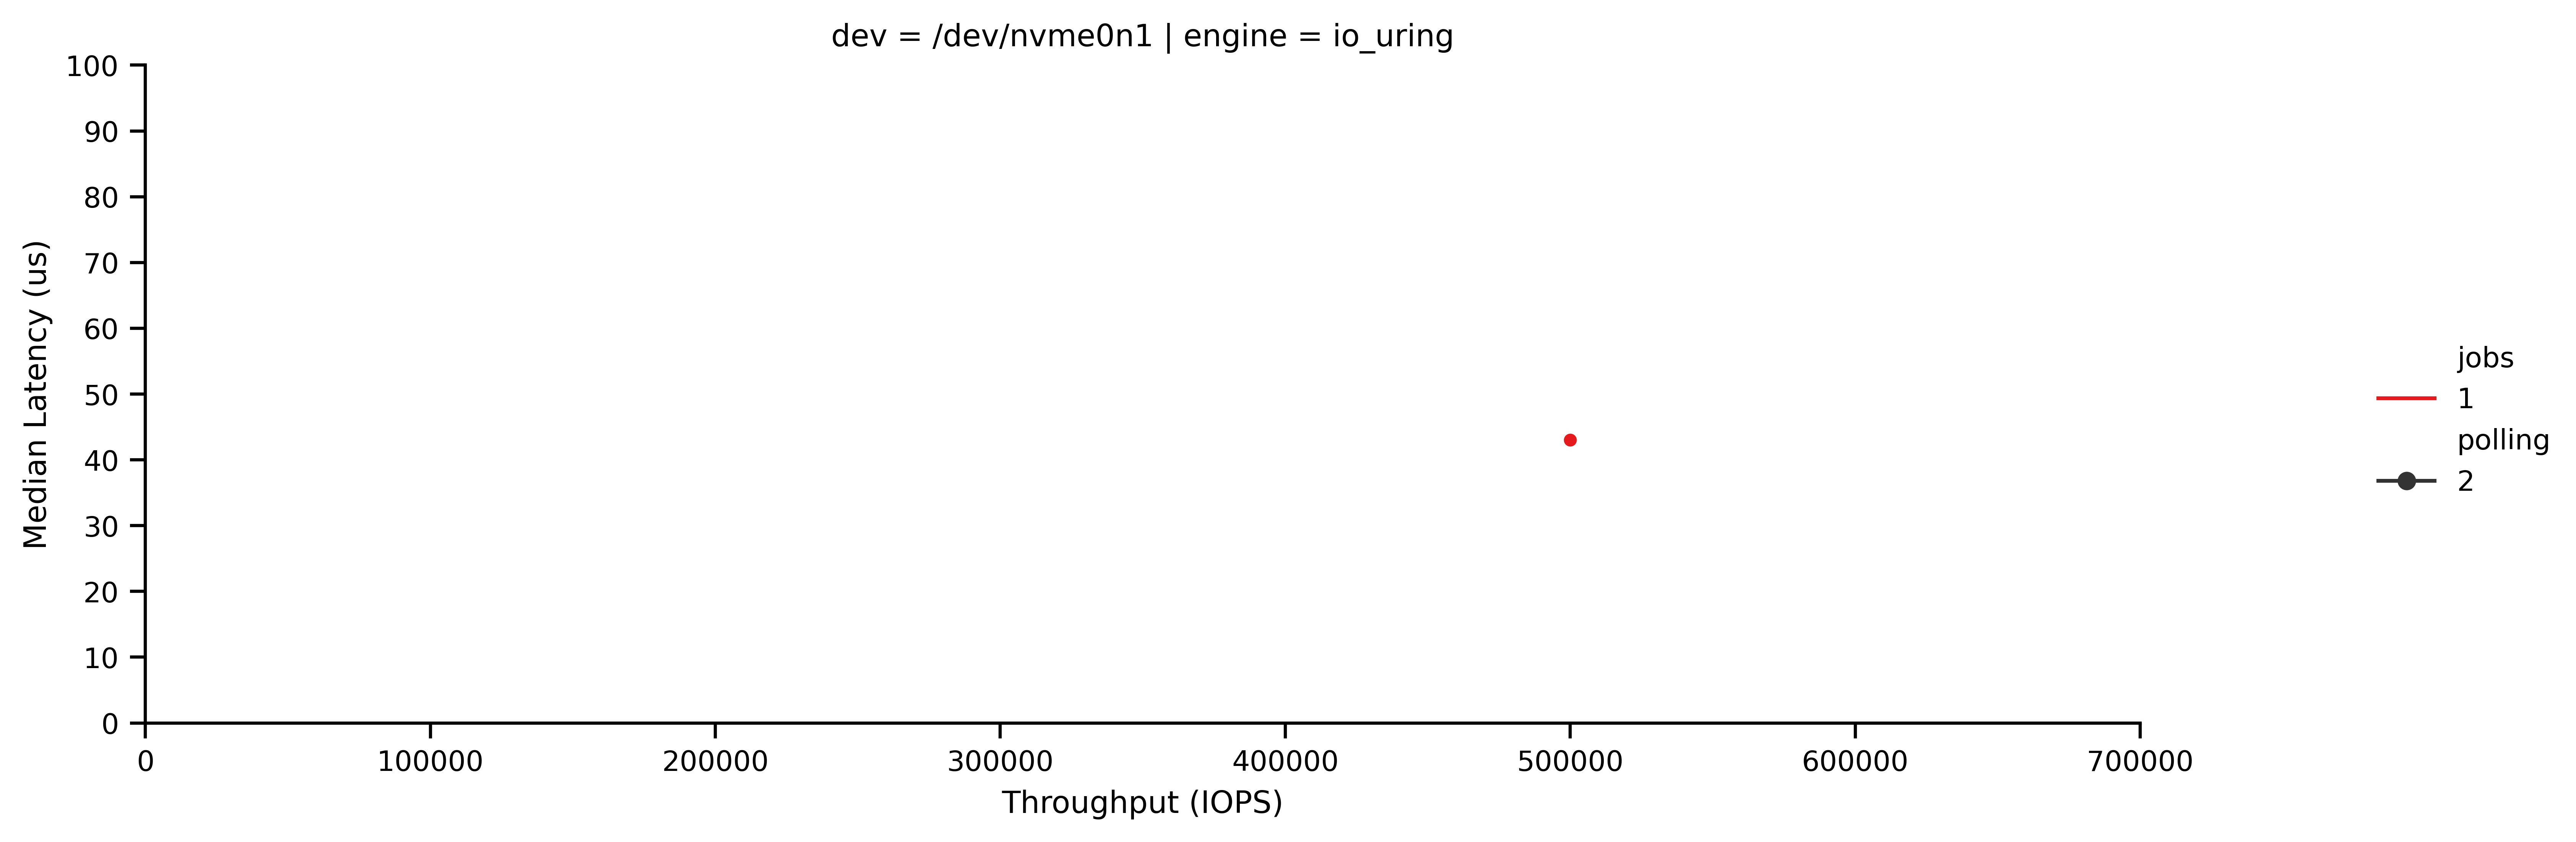 dev = /dev/nvme0n1 | engine = io_uring
100
90
80
70
60
50
40
30
20
10
0
Median Latency (us)
0 100000 200000 300000 400000 500000 600000 700000
Throughput (IOPS)
jobs
1
polling
2